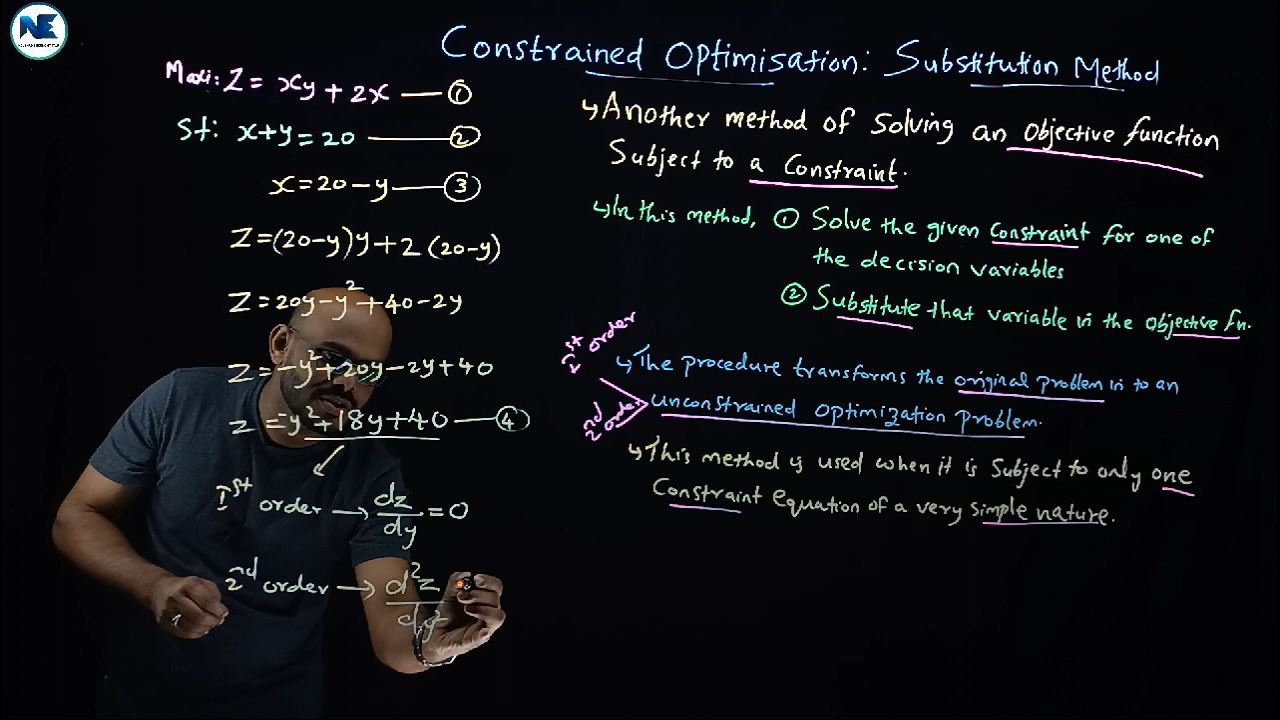 NE
Constrained Optimisation: Substitution Method
Maxi: Z = xy + 2x — ①
St: x+y = 20 — ②
x = 20 - y — ③
Z = (20-y)y + 2 (20-y)
Z = 20y - y² + 40 - 2y
Z = -y² + 20y - 2y + 40
Z = -y² + 18y + 40 — ④
1st order → dz/dy = 0
2nd order → d²z/dy²
↳ Another method of Solving an Objective function
Subject to a Constraint.
↳ In this method, ① Solve the given Constraint for one of
the decision variables
② Substitute that variable in the Objective fn.
↳ The procedure transforms the original problem in to an
unconstrained Optimization problem.
1st order
2nd order
↳ This method is used when it is Subject to only one
Constraint equation of a very simple nature.